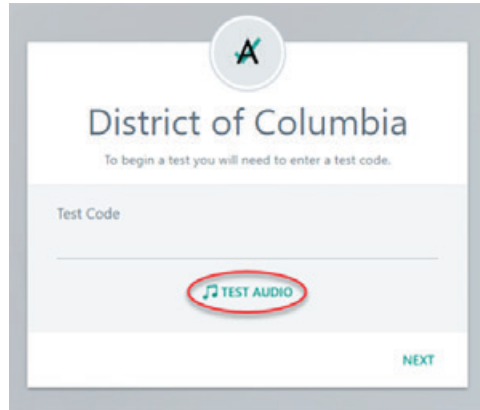 District of Columbia
To begin a test you will need to enter a test code.
Test Code
TEST AUDIO
NEXT